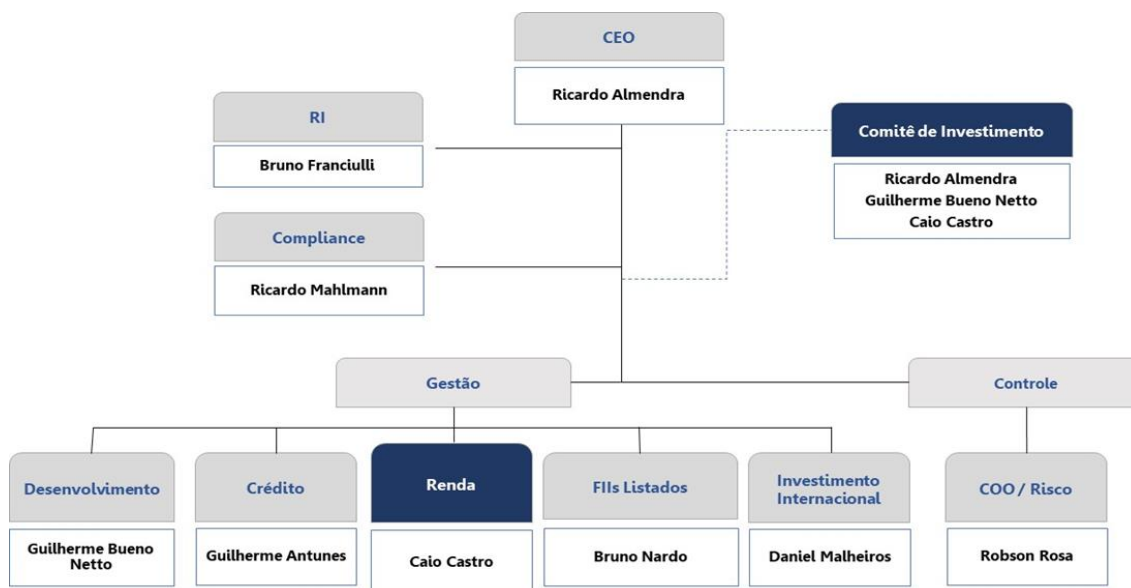 CEO
Ricardo Almendra
RI
Bruno Franciulli
Comitê de Investimento
Ricardo Almendra
Guilherme Bueno Netto
Caio Castro
Compliance
Ricardo Mahlmann
Gestão
Controle
Desenvolvimento
Guilherme Bueno
Netto
Crédito
Guilherme Antunes
Renda
Caio Castro
FIIs Listados
Bruno Nardo
Investimento
Internacional
Daniel Malheiros
COO / Risco
Robson Rosa